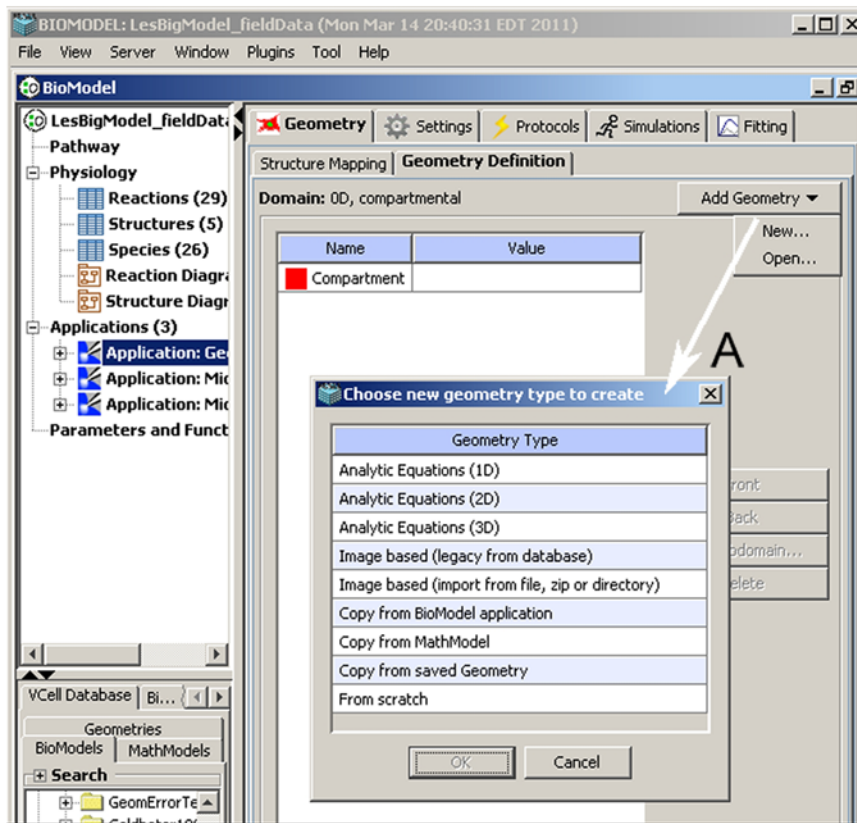 BIOMODEL: LesBigModel_fieldData (Mon Mar 14 20:40:31 EDT 2011)
File View Server Window Plugins Tool Help
BioModel
LesBigModel_fieldData
Pathway
Physiology
Reactions (29)
Structures (5)
Species (26)
Reaction Diagra
Structure Diagr
Applications (3)
Application: Geo
Application: Mic
Application: Mic
Parameters and Funct
Geometry Settings Protocols Simulations Fitting
Structure Mapping Geometry Definition
Domain: 0D, compartmental
Add Geometry
New...
Open...
Name Value
Compartment
A
Choose new geometry type to create
Geometry Type
Analytic Equations (1D)
Analytic Equations (2D)
Analytic Equations (3D)
Image based (legacy from database)
Image based (import from file, zip or directory)
Copy from BioModel application
Copy from MathModel
Copy from saved Geometry
From scratch
OK Cancel
ront
Back
bdomain...
elete
VCell Database Bi...
Geometries
BioModels MathModels
Search
GeomErrorTe